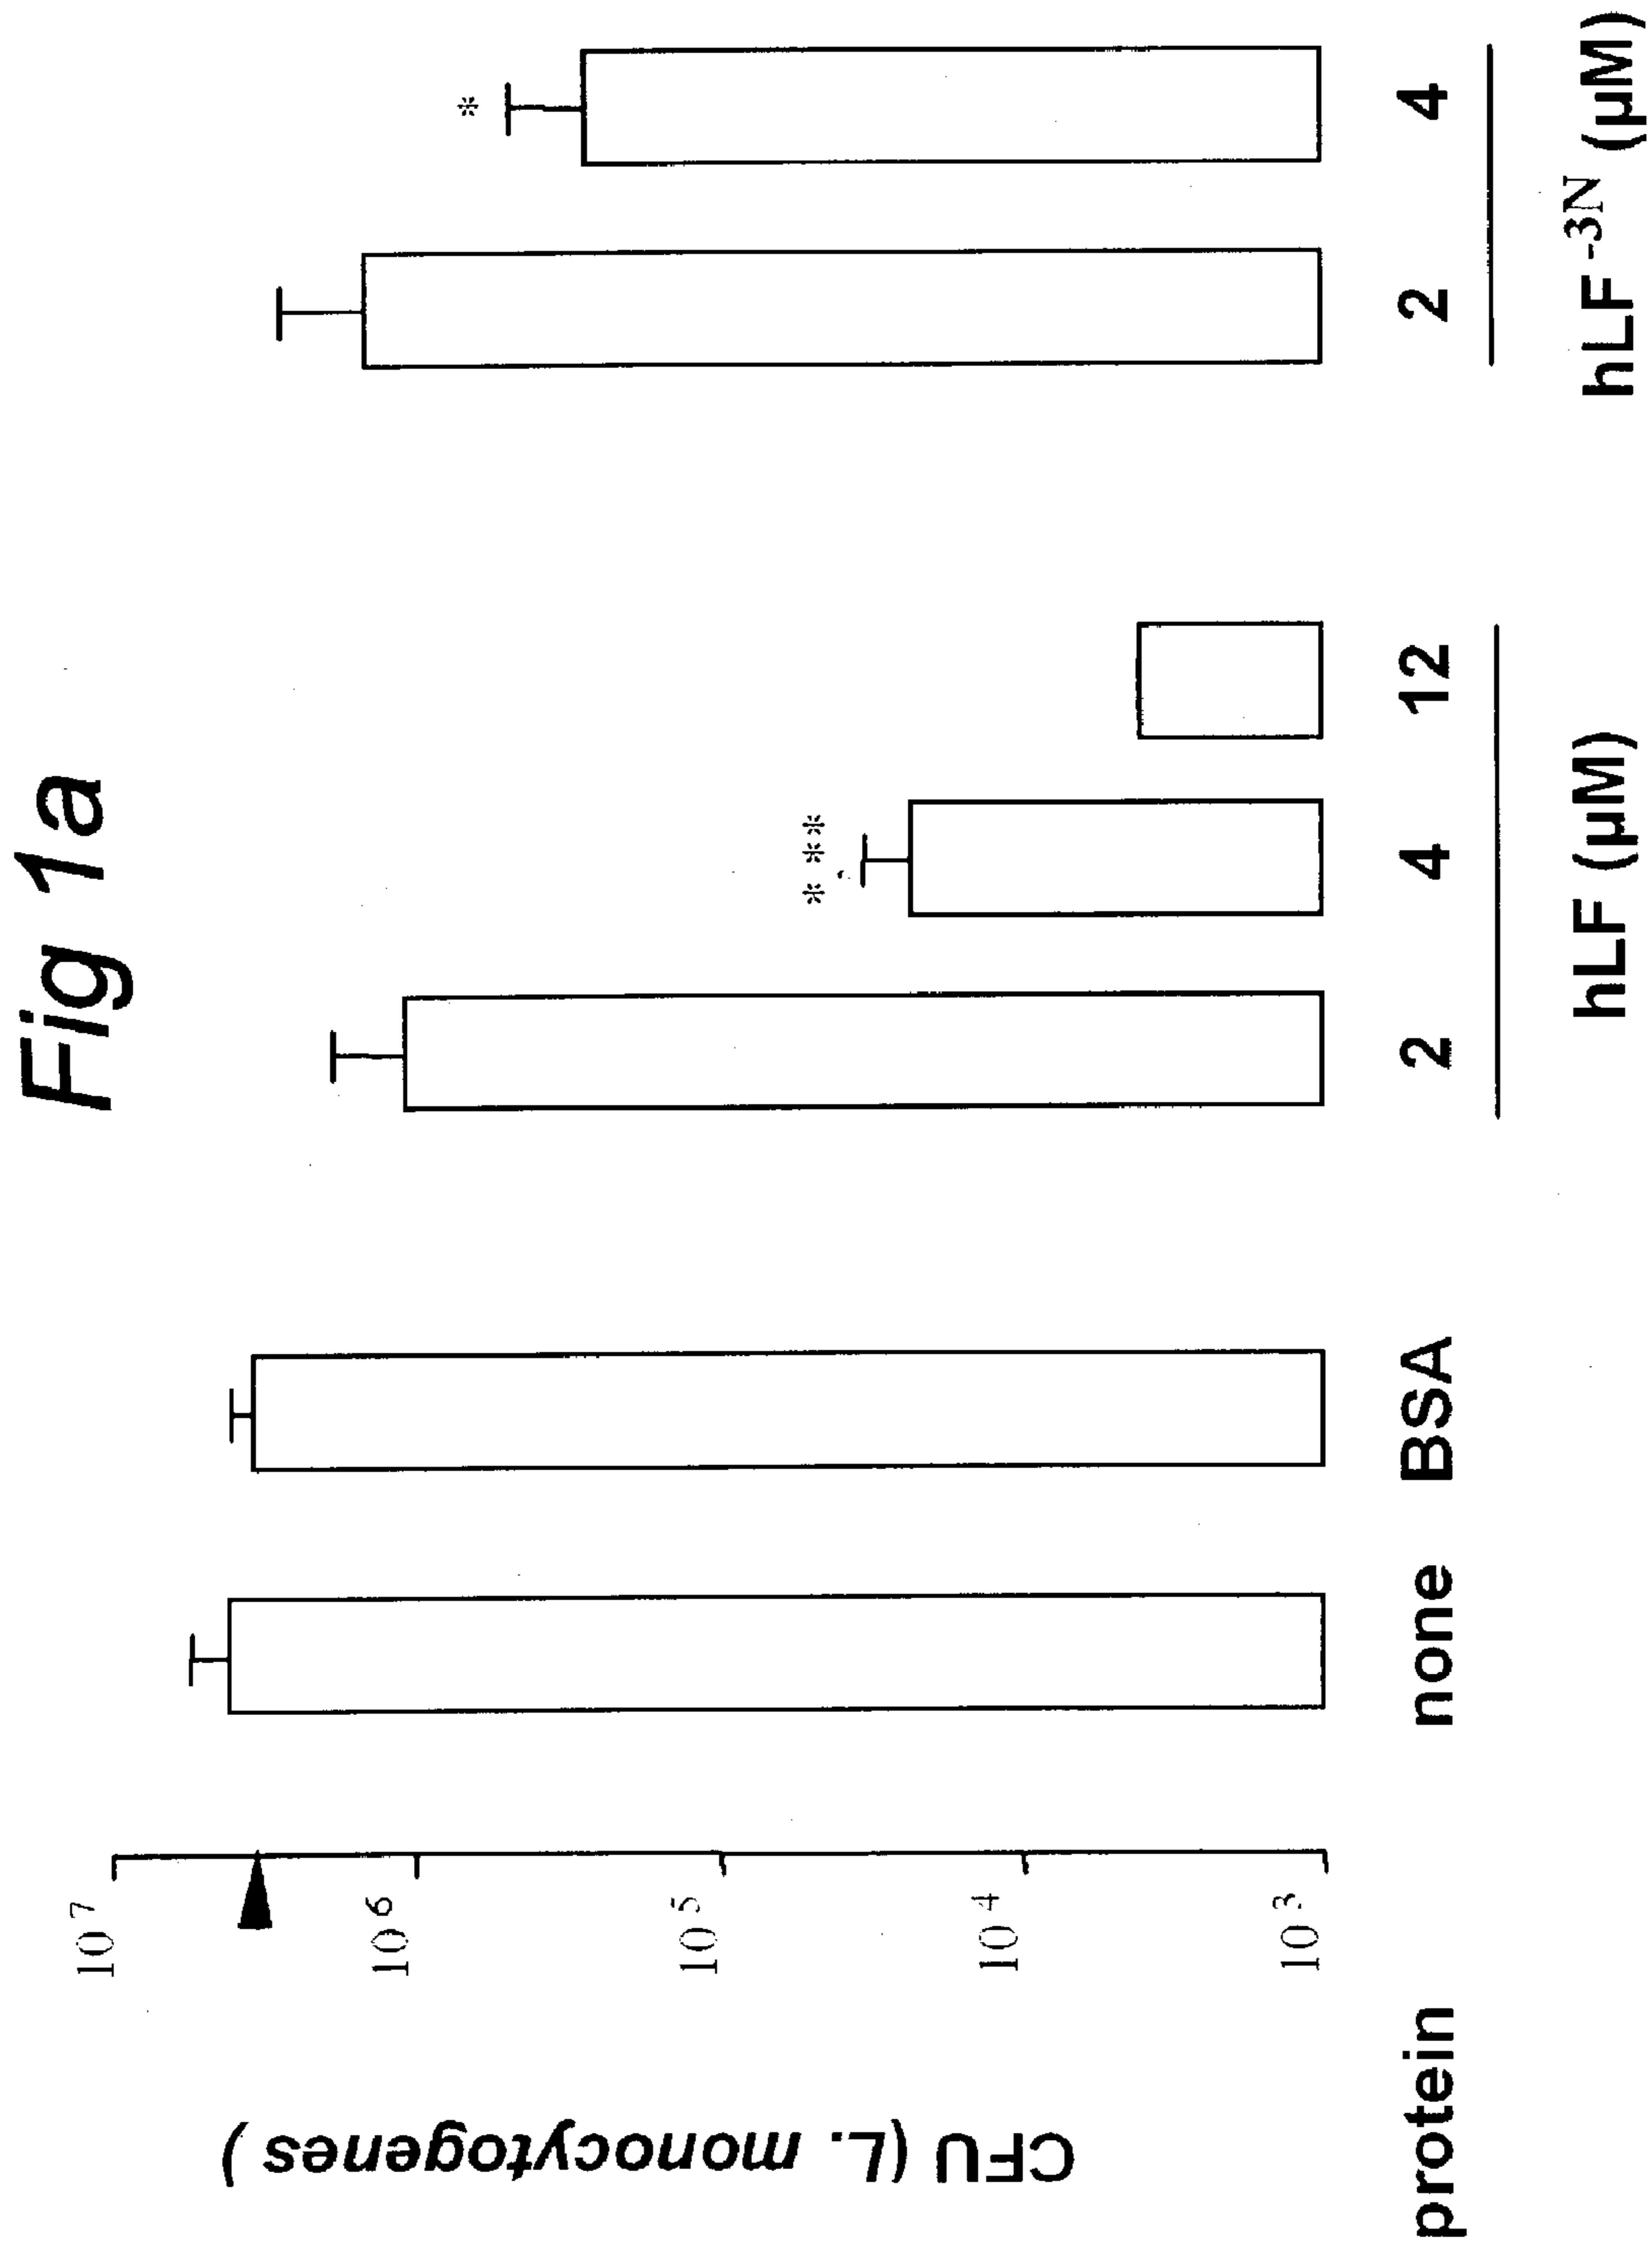 Fig 1a
CFU (L. monocytogenes)
10⁷
10⁶
10⁵
10⁴
10³
* * *
*
protein none BSA 2 4 12 2 4
hLF (µM) hLF⁻³ᴺ (µM)